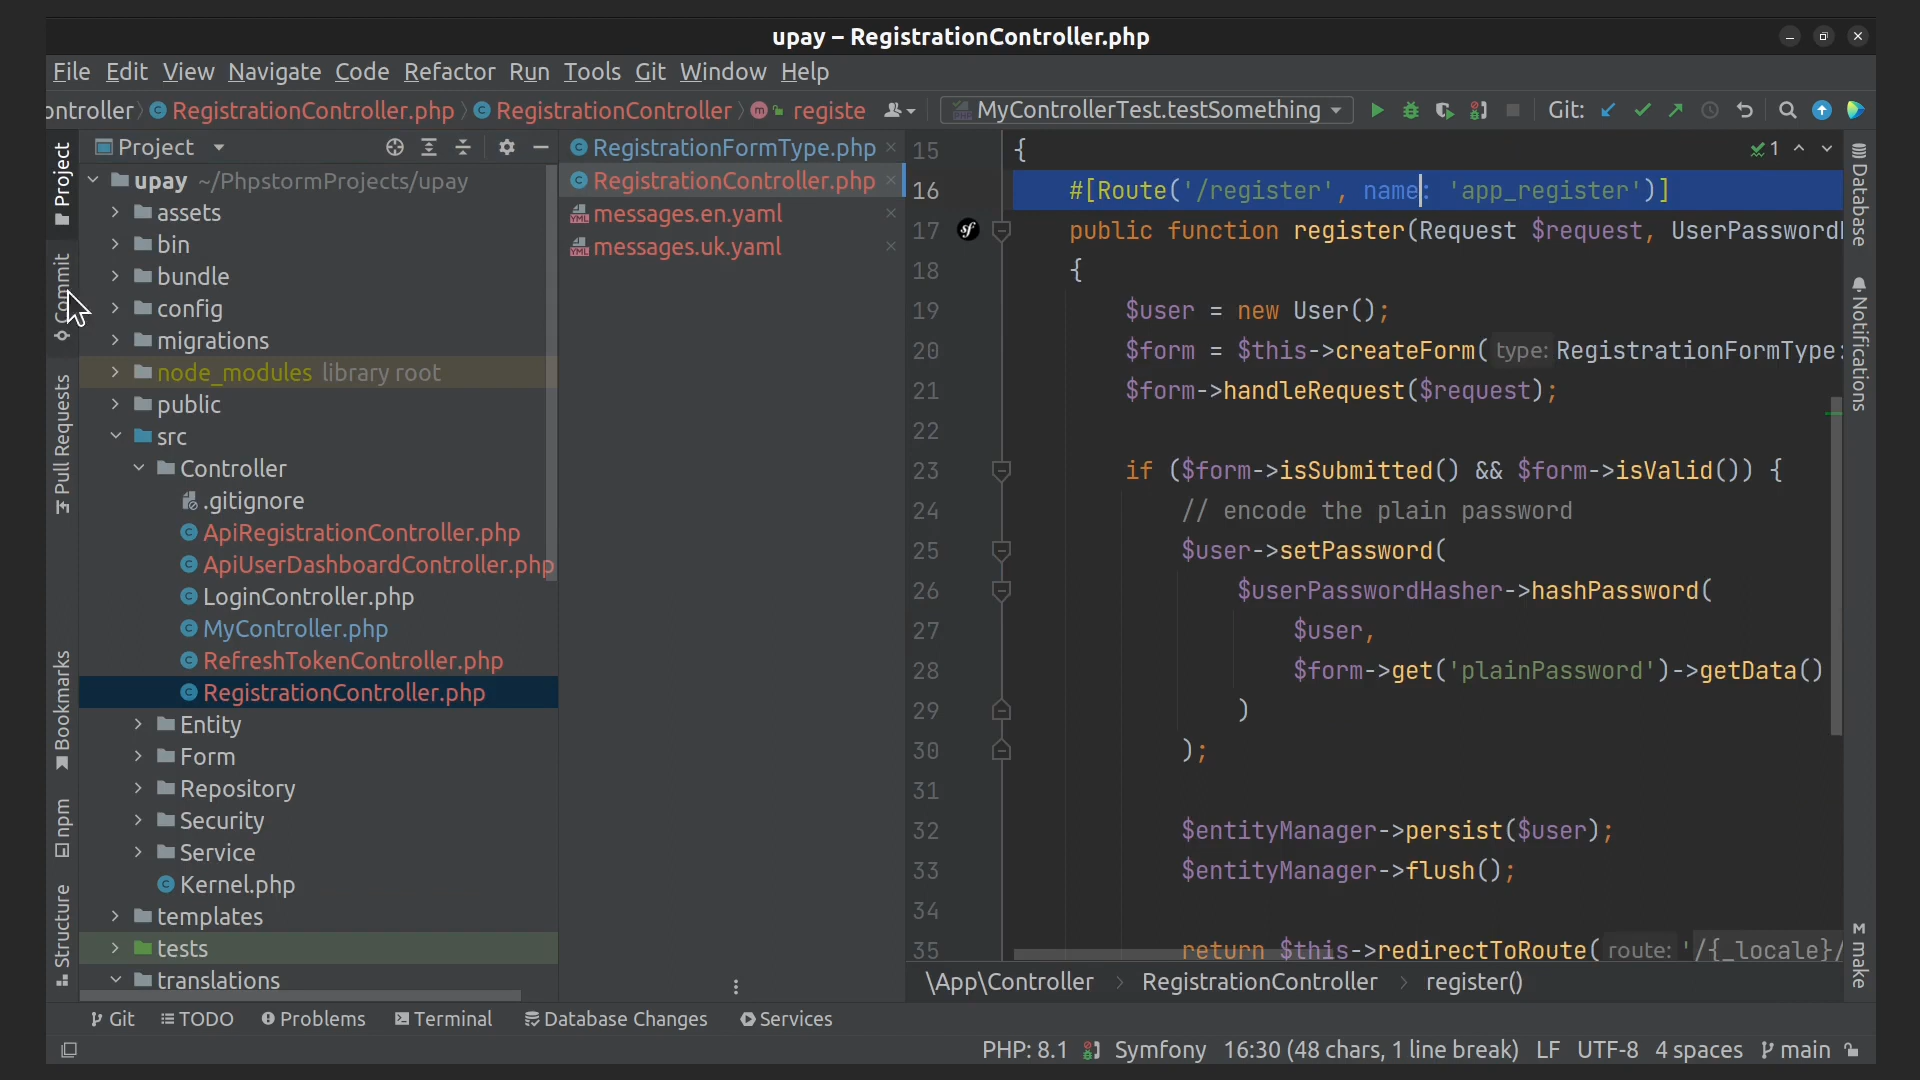 upay – RegistrationController.php
File Edit View Navigate Code Refactor Run Tools Git Window Help
ontroller RegistrationController.php RegistrationController m registe MyControllerTest.testSomething Git:
Project
upay ~/PhpstormProjects/upay
assets
bin
bundle
config
migrations
node_modules library root
public
src
Controller
.gitignore
ApiRegistrationController.php
ApiUserDashboardController.php
LoginController.php
MyController.php
RefreshTokenController.php
RegistrationController.php
Entity
Form
Repository
Security
Service
Kernel.php
templates
tests
translations
Project
Commit
Pull Requests
Bookmarks
npm
Structure
RegistrationFormType.php
RegistrationController.php
messages.en.yaml
messages.uk.yaml
1
15 {
16 #[Route('/register', name: 'app_register')]
17 public function register(Request $request, UserPasswordH
18 {
19 $user = new User();
20 $form = $this->createForm( type: RegistrationFormType:
21 $form->handleRequest($request);
22
23 if ($form->isSubmitted() && $form->isValid()) {
24 // encode the plain password
25 $user->setPassword(
26 $userPasswordHasher->hashPassword(
27 $user,
28 $form->get('plainPassword')->getData()
29 )
30 );
31
32 $entityManager->persist($user);
33 $entityManager->flush();
34
35 return $this->redirectToRoute( route: '/{_locale}/
Database
Notifications
make
\App\Controller RegistrationController register()
Git TODO Problems Terminal Database Changes Services
PHP: 8.1 Symfony 16:30 (48 chars, 1 line break) LF UTF-8 4 spaces main